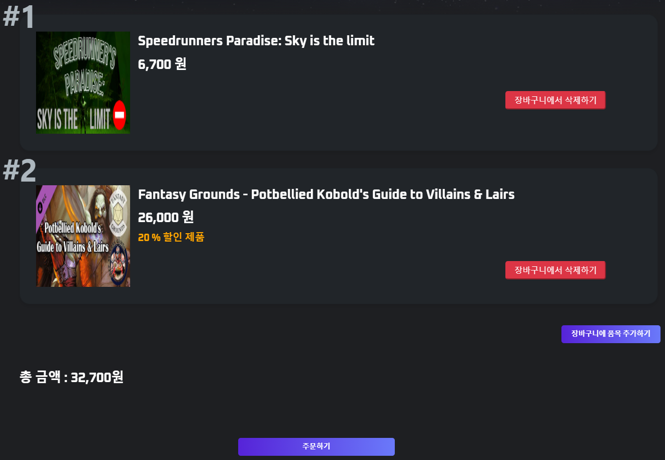 #1
SPEEDRUNNER'S
PARADISE:
SKY IS THE LIMIT
Speedrunners Paradise: Sky is the limit
6,700 원
장바구니에서 삭제하기
#2
Potbellied Kobold's
Guide to Villains & Lairs
Fantasy Grounds - Potbellied Kobold's Guide to Villains & Lairs
26,000 원
20 % 할인 제품
장바구니에서 삭제하기
장바구니에 품목 추가하기
총 금액 : 32,700원
주문하기